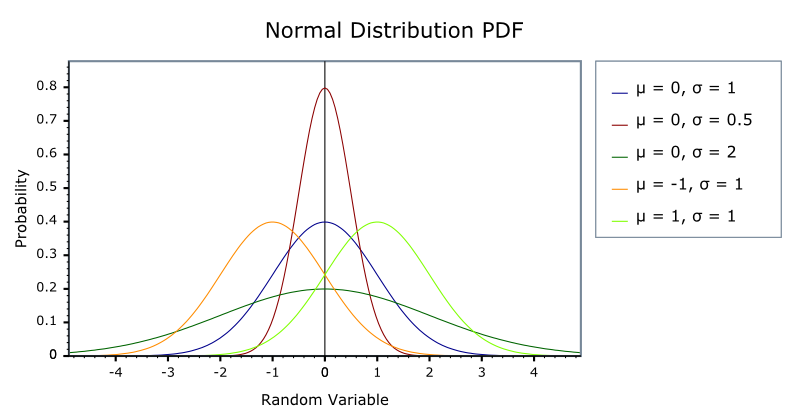 Normal Distribution PDF
Probability
0.8
0.7
0.6
0.5
0.4
0.3
0.2
0.1
0
-4 -3 -2 -1 0 1 2 3 4
Random Variable
μ = 0, σ = 1
μ = 0, σ = 0.5
μ = 0, σ = 2
μ = -1, σ = 1
μ = 1, σ = 1